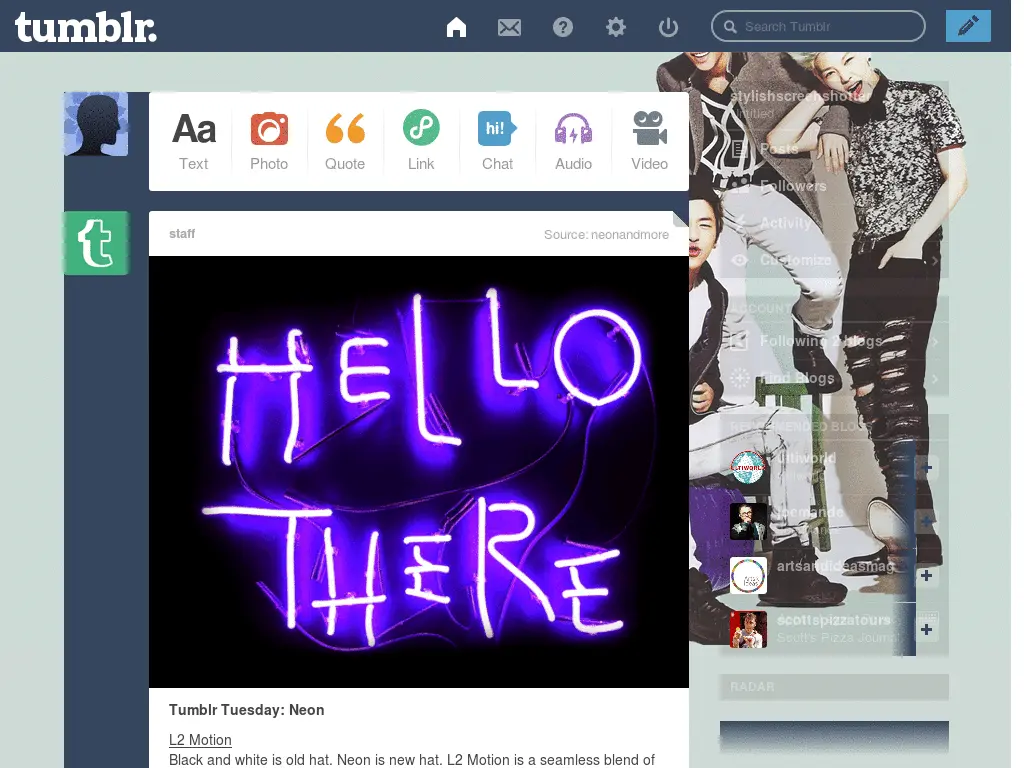 tumblr.
Search Tumblr
stylishscreenshotter
Untitled
Aa
hi!
Text
Photo
Quote
Link
Chat
Audio
Video
Posts
Followers
Activity
Customize
staff
Source: neonandmore
HELLO
THERE
ACCOUNT
Following 2 blogs
Find Blogs
RECOMMENDED BLOGS
ultiworld
joemande
artsandideasmag
scottspizzatours
Scott's Pizza Journal
RADAR
Tumblr Tuesday: Neon
L2 Motion
Black and white is old hat. Neon is new hat. L2 Motion is a seamless blend of